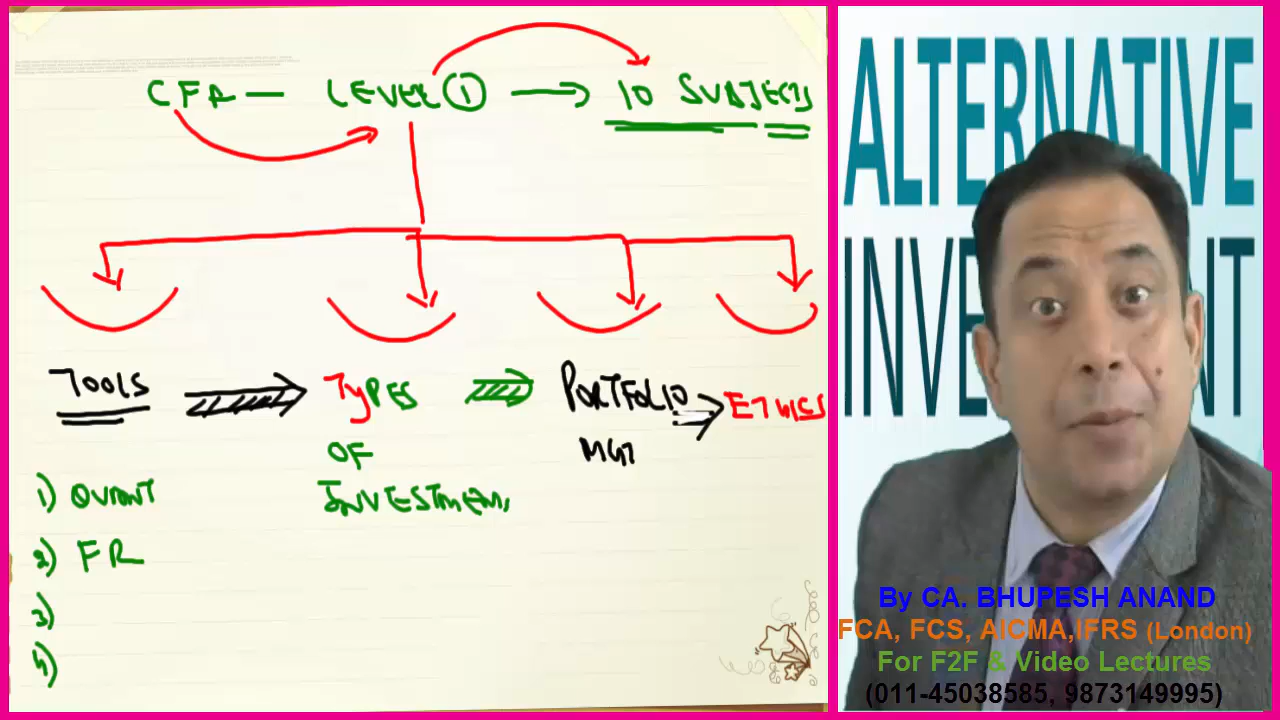 CFA — LEVEL 1 → 10 SUBJECTS
TOOLS
TYPES
OF
INVESTMENT
PORTFOLIO
MGT
ETHICS
1) QUANT
2) FR
3)
4)
ALTERNATIVE
INVESTMENT
By CA. BHUPESH ANAND
FCA, FCS, AICMA,IFRS (London)
For F2F & Video Lectures
(011-45038585, 9873149995)